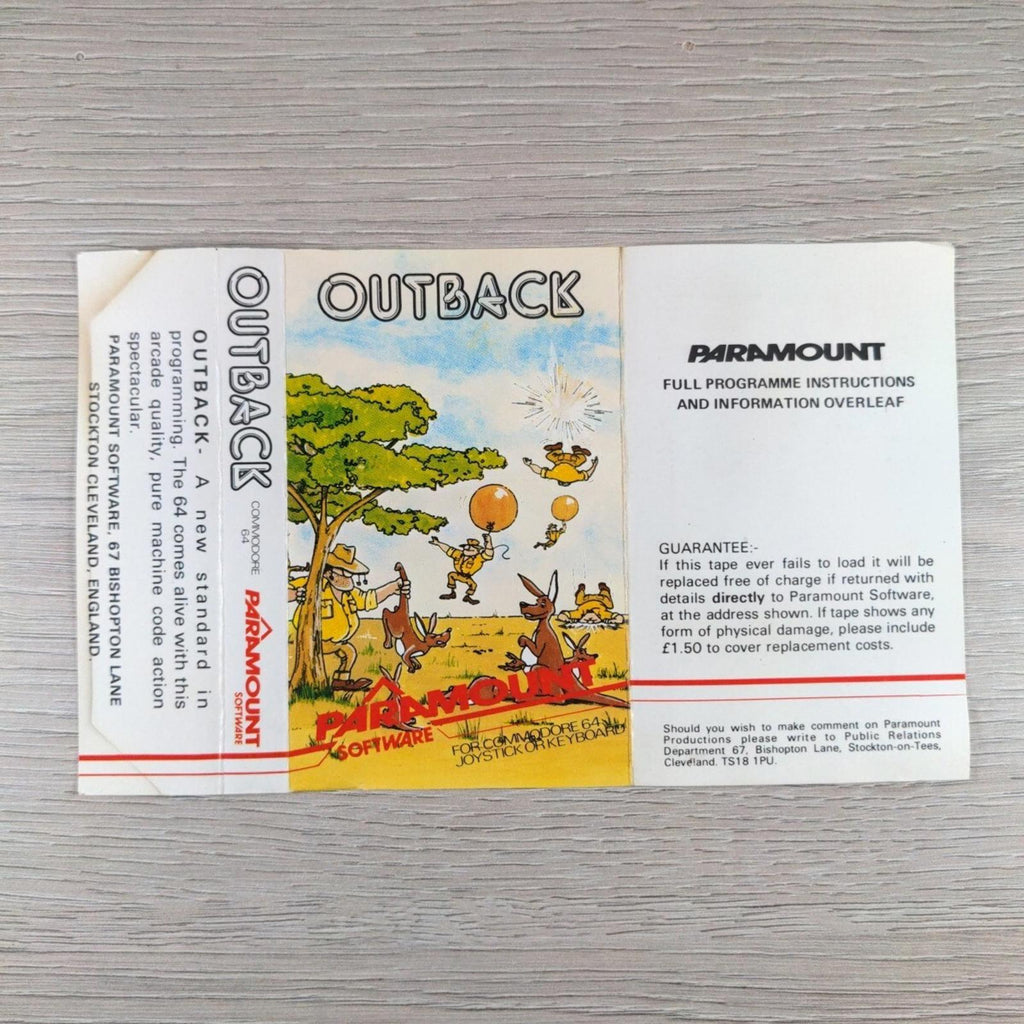 OUTBACK- A new standard in
programming. The 64 comes alive with this
arcade quality, pure machine code action
spectacular.
PARAMOUNT SOFTWARE, 67 BISHOPTON LANE
STOCKTON CLEVELAND, ENGLAND.
OUTBACK
COMMODORE
64
PARAMOUNT
SOFTWARE
OUTBACK
PARAMOUNT
SOFTWARE
FOR COMMODORE 64
JOYSTICK OR KEYBOARD
PARAMOUNT
FULL PROGRAMME INSTRUCTIONS
AND INFORMATION OVERLEAF
GUARANTEE:-
If this tape ever fails to load it will be
replaced free of charge if returned with
details directly to Paramount Software,
at the address shown. If tape shows any
form of physical damage, please include
£1.50 to cover replacement costs.
Should you wish to make comment on Paramount
Productions please write to Public Relations
Department 67, Bishopton Lane, Stockton-on-Tees,
Cleveland. TS18 1PU.